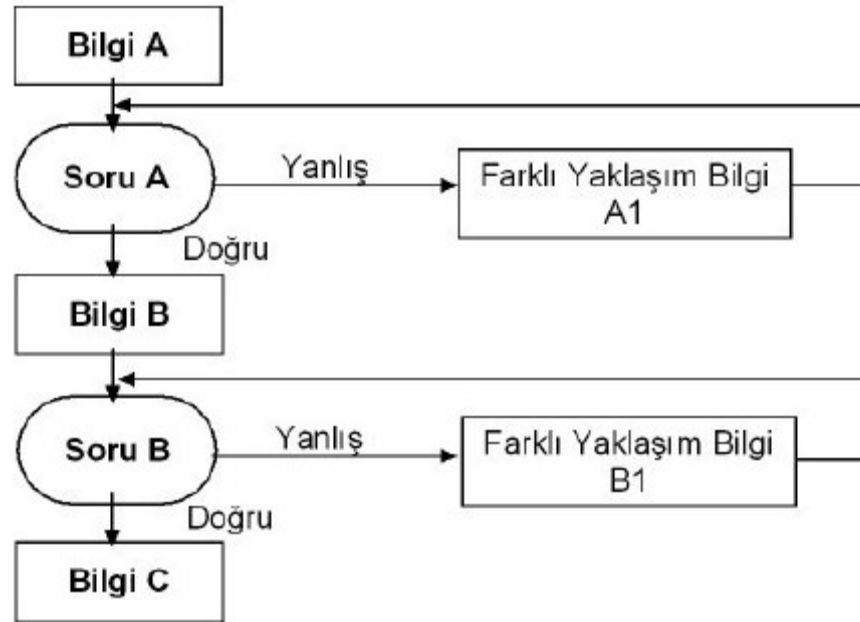 Bilgi A
Soru A
Yanlış
Farklı Yaklaşım Bilgi
A1
Doğru
Bilgi B
Soru B
Yanlış
Farklı Yaklaşım Bilgi
B1
Doğru
Bilgi C